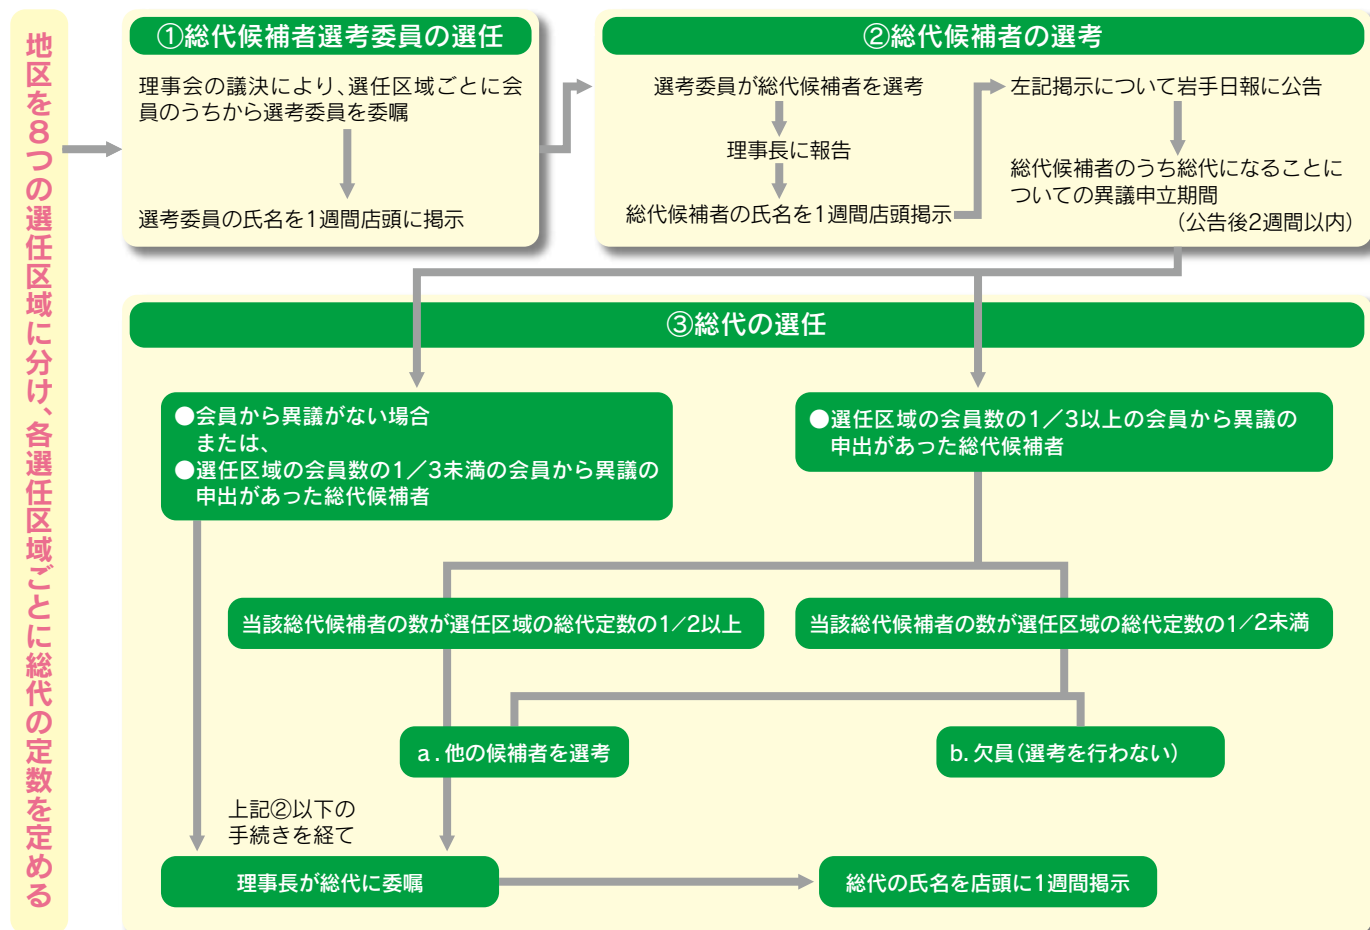 地区を8つの選任区域に分け、各選任区域ごとに総代の定数を定める
①総代候補者選考委員の選任
理事会の議決により、選任区域ごとに会
員のうちから選考委員を委嘱
選考委員の氏名を1週間店頭に掲示
②総代候補者の選考
選考委員が総代候補者を選考
理事長に報告
総代候補者の氏名を1週間店頭掲示
左記掲示について岩手日報に公告
総代候補者のうち総代になることに
ついての異議申立期間
(公告後2週間以内)
③総代の選任
●会員から異議がない場合
または、
●選任区域の会員数の1／3未満の会員から異議の
申出があった総代候補者
●選任区域の会員数の1／3以上の会員から異議の
申出があった総代候補者
当該総代候補者の数が選任区域の総代定数の1／2以上
当該総代候補者の数が選任区域の総代定数の1／2未満
a.他の候補者を選考
b.欠員(選考を行わない)
上記②以下の
手続きを経て
理事長が総代に委嘱
総代の氏名を店頭に1週間掲示